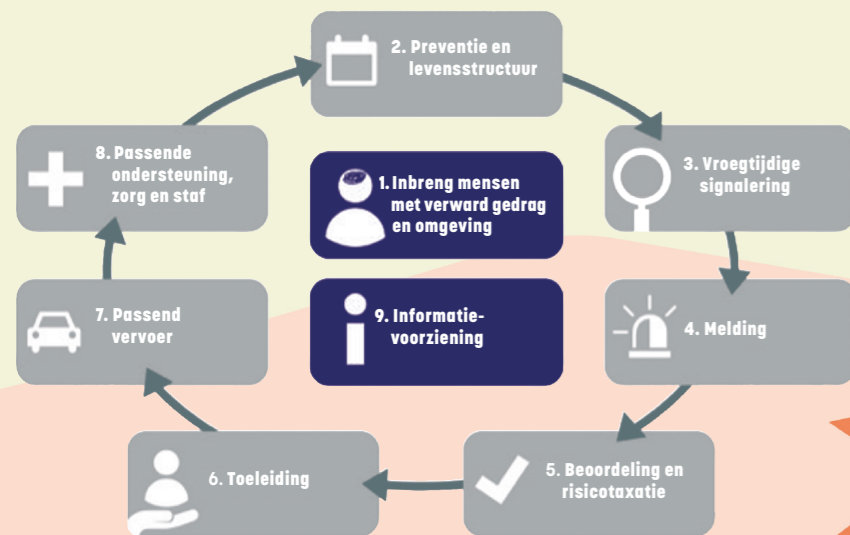 2. Preventie en
levensstructuur
8. Passende
ondersteuning,
zorg en staf
1. Inbreng mensen
met verward gedrag
en omgeving
3. Vroegtijdige
signalering
7. Passend
vervoer
9. Informatie-
voorziening
4. Melding
6. Toeleiding
5. Beoordeling en
risicotaxatie